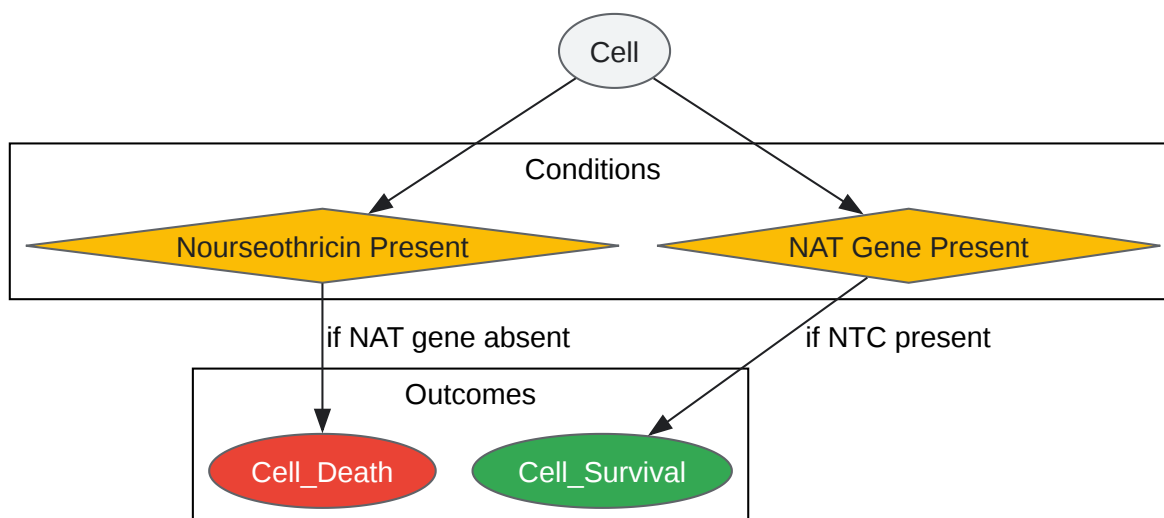 Cell
Conditions
Nourseothricin Present
NAT Gene Present
if NAT gene absent
if NTC present
Outcomes
Cell_Death
Cell_Survival